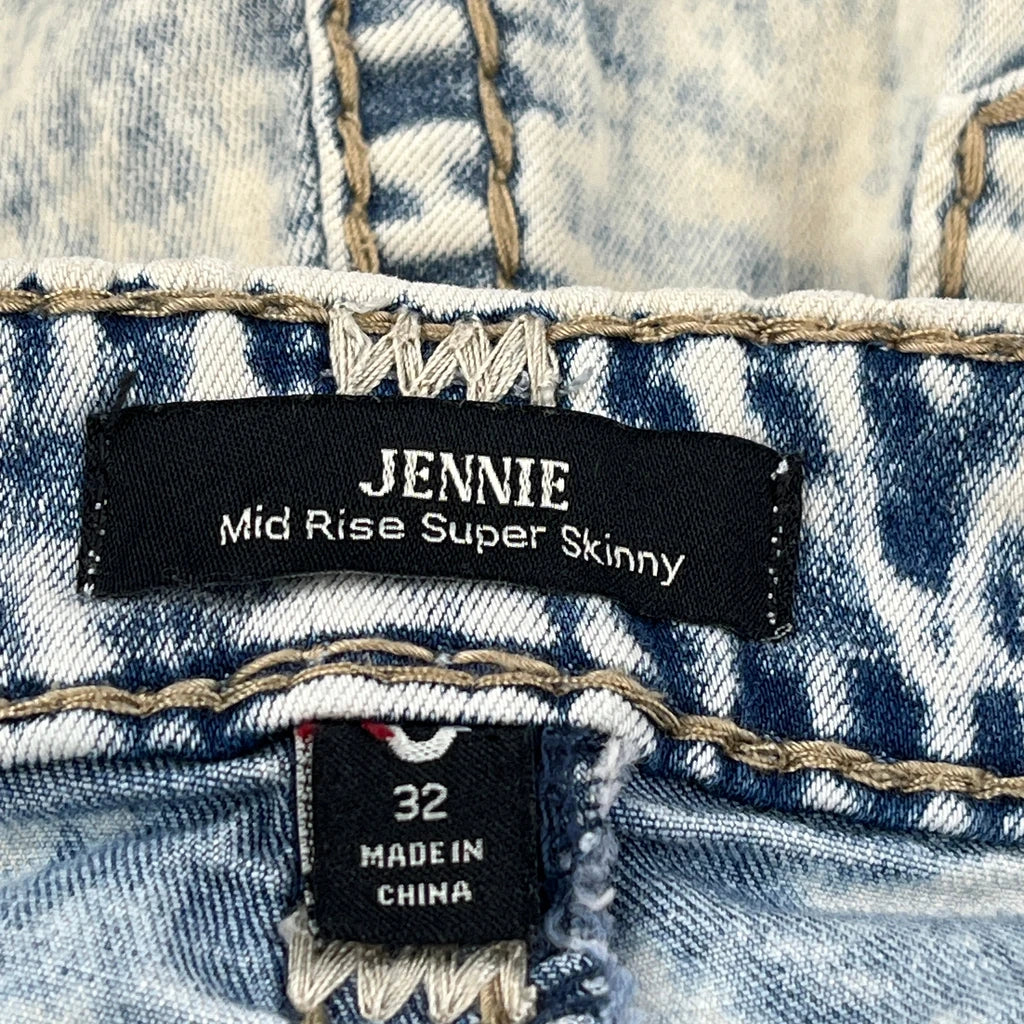 JENNIE
Mid Rise Super Skinny
32
MADE IN
CHINA